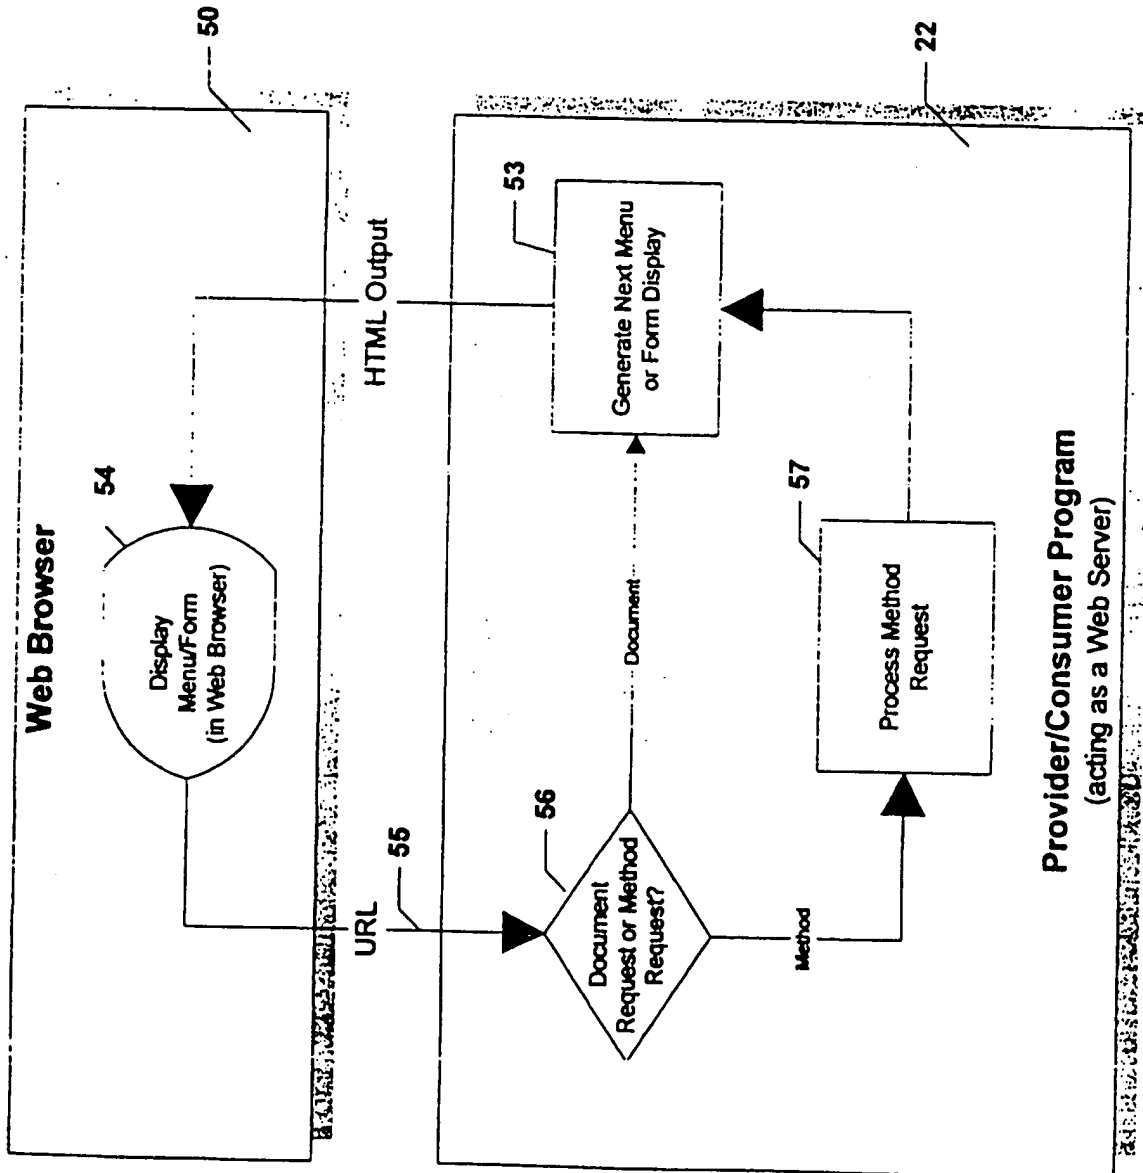 Web Browser
50
54
Display
Menu/Form
(in Web Browser)
HTML Output
URL
55
22
53
Generate Next Menu
or Form Display
56
Document
Request or Method
Request?
Document
Method
57
Process Method
Request
Provider/Consumer Program
(acting as a Web Server)